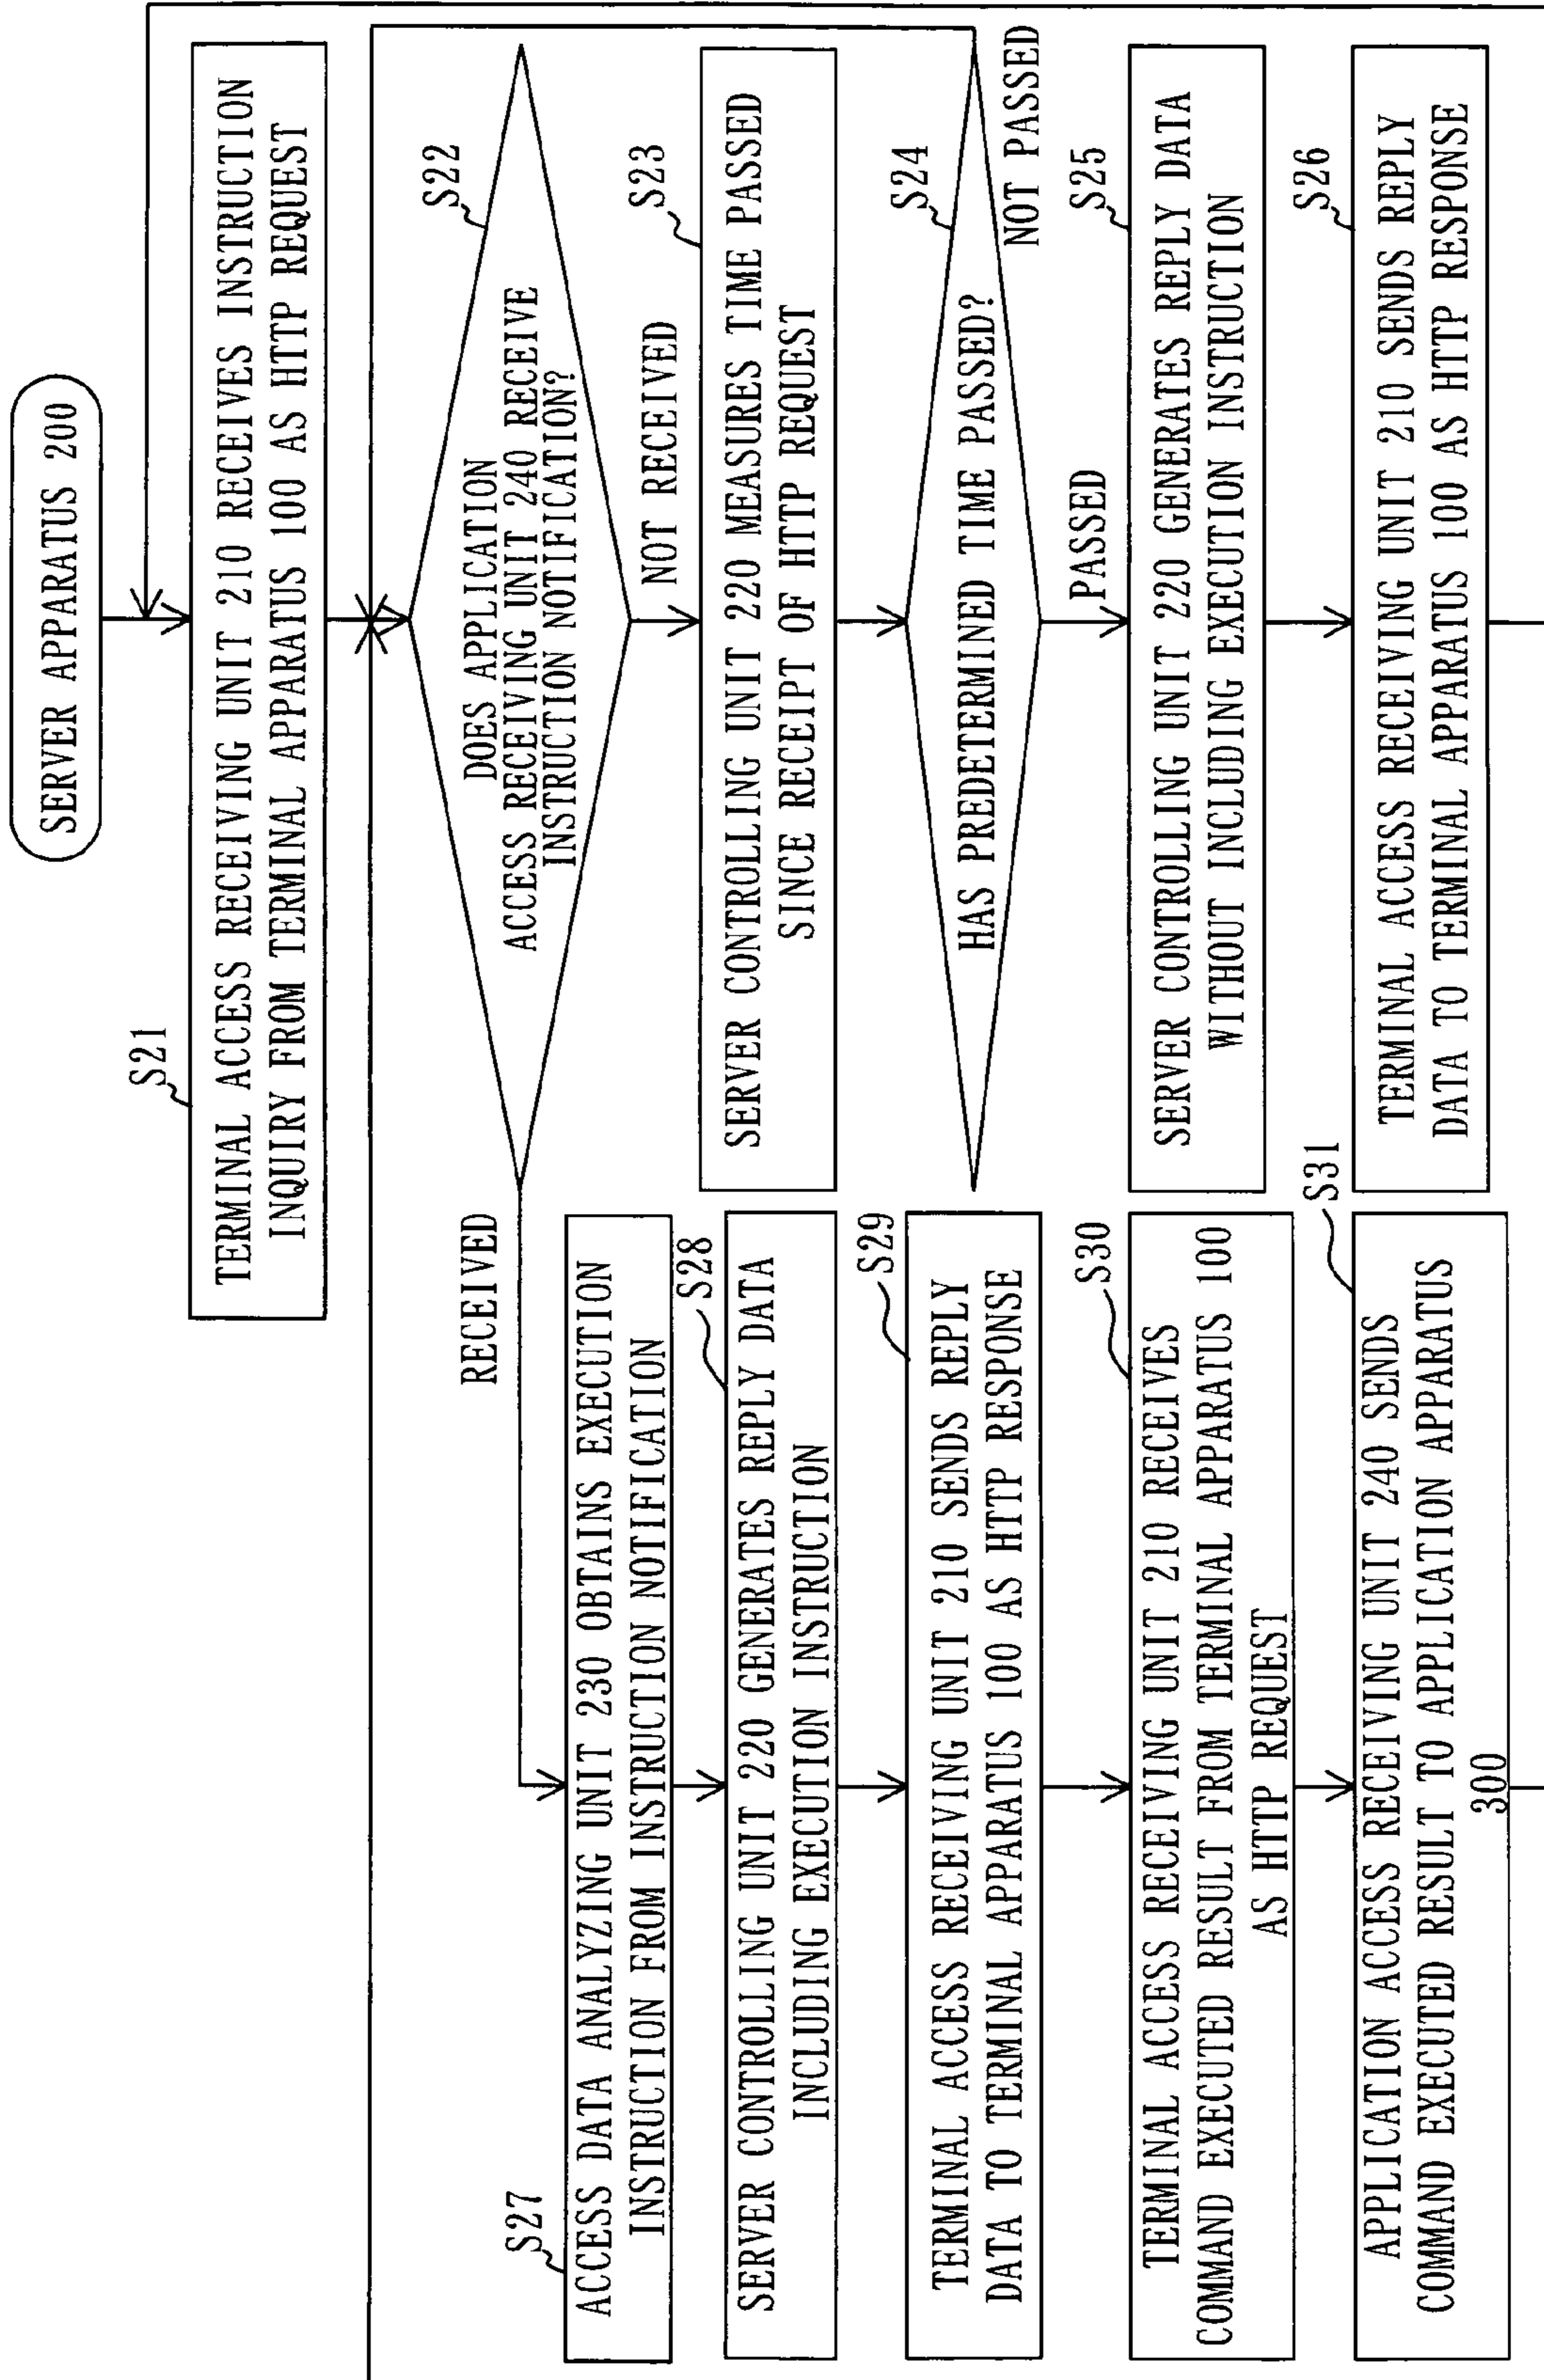 SERVER APPARATUS 200
S21
TERMINAL ACCESS RECEIVING UNIT 210 RECEIVES INSTRUCTION
INQUIRY FROM TERMINAL APPARATUS 100 AS HTTP REQUEST
S22
DOES APPLICATION
ACCESS RECEIVING UNIT 240 RECEIVE
INSTRUCTION NOTIFICATION?
RECEIVED
NOT RECEIVED
S23
SERVER CONTROLLING UNIT 220 MEASURES TIME PASSED
SINCE RECEIPT OF HTTP REQUEST
S24
HAS PREDETERMINED TIME PASSED?
NOT PASSED
PASSED
S25
SERVER CONTROLLING UNIT 220 GENERATES REPLY DATA
WITHOUT INCLUDING EXECUTION INSTRUCTION
S26
TERMINAL ACCESS RECEIVING UNIT 210 SENDS REPLY
DATA TO TERMINAL APPARATUS 100 AS HTTP RESPONSE
S27
ACCESS DATA ANALYZING UNIT 230 OBTAINS EXECUTION
INSTRUCTION FROM INSTRUCTION NOTIFICATION
S28
SERVER CONTROLLING UNIT 220 GENERATES REPLY DATA
INCLUDING EXECUTION INSTRUCTION
S29
TERMINAL ACCESS RECEIVING UNIT 210 SENDS REPLY
DATA TO TERMINAL APPARATUS 100 AS HTTP RESPONSE
S30
TERMINAL ACCESS RECEIVING UNIT 210 RECEIVES
COMMAND EXECUTED RESULT FROM TERMINAL APPARATUS 100
AS HTTP REQUEST
S31
APPLICATION ACCESS RECEIVING UNIT 240 SENDS
COMMAND EXECUTED RESULT TO APPLICATION APPARATUS
300